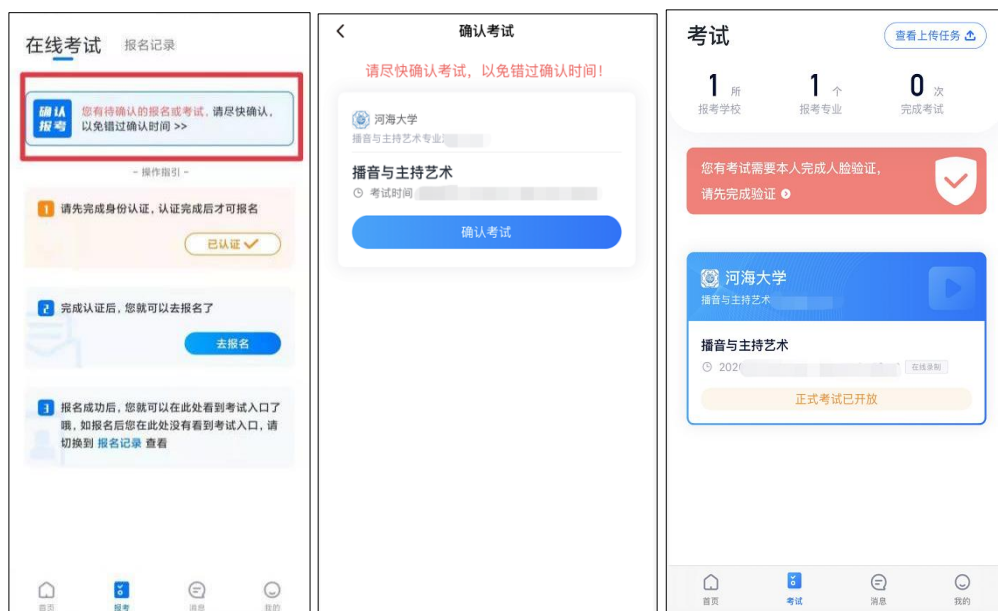 在线考试 报名记录
确认
报考
您有待确认的报名或考试,请尽快确认,
以免错过确认时间 >>
- 操作指引 -
1 请先完成身份认证,认证完成后才可报名
已认证
2 完成认证后,您就可以去报名了
去报名
3 报名成功后,您就可以在此处看到考试入口了
哦,如报名后您在此处没有看到考试入口,请
切换到 报名记录 查看
首页 报考 消息 我的
确认考试
请尽快确认考试,以免错过确认时间!
河海大学
播音与主持艺术专业
播音与主持艺术
考试时间
确认考试
考试
查看上传任务
1 所
报考学校
1 个
报考专业
0 次
完成考试
您有考试需要本人完成人脸验证,
请先完成验证
河海大学
播音与主持艺术
播音与主持艺术
202
在线录制
正式考试已开放
首页 考试 消息 我的